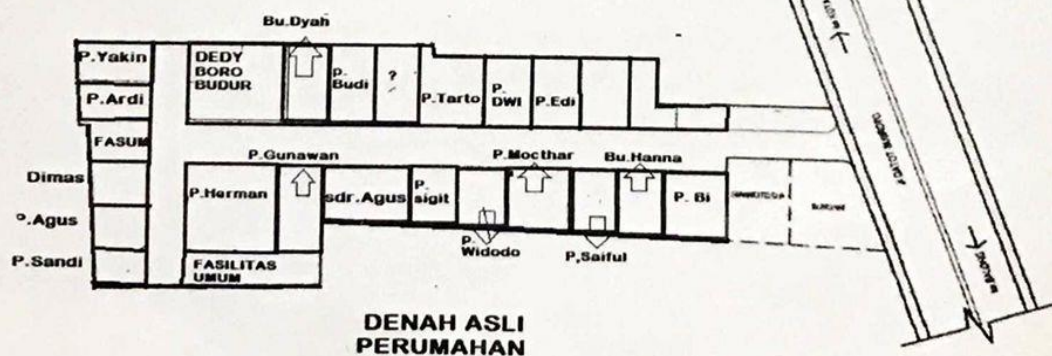 Bu.Dyah
P.Yakin
DEDY
BORO
BUDUR
P.
Budi
?
P.Tarto
P.
DWI
P.Edi
P.Ardi
FASUM
P.Gunawan
P.Mocthar
Bu.Hanna
Dimas
P.Herman
sdr.Agus
P.
sigit
P. Bi
P.Agus
P.
Widodo
P,Saiful
P.Sandi
FASILITAS
UMUM
DENAH ASLI
PERUMAHAN